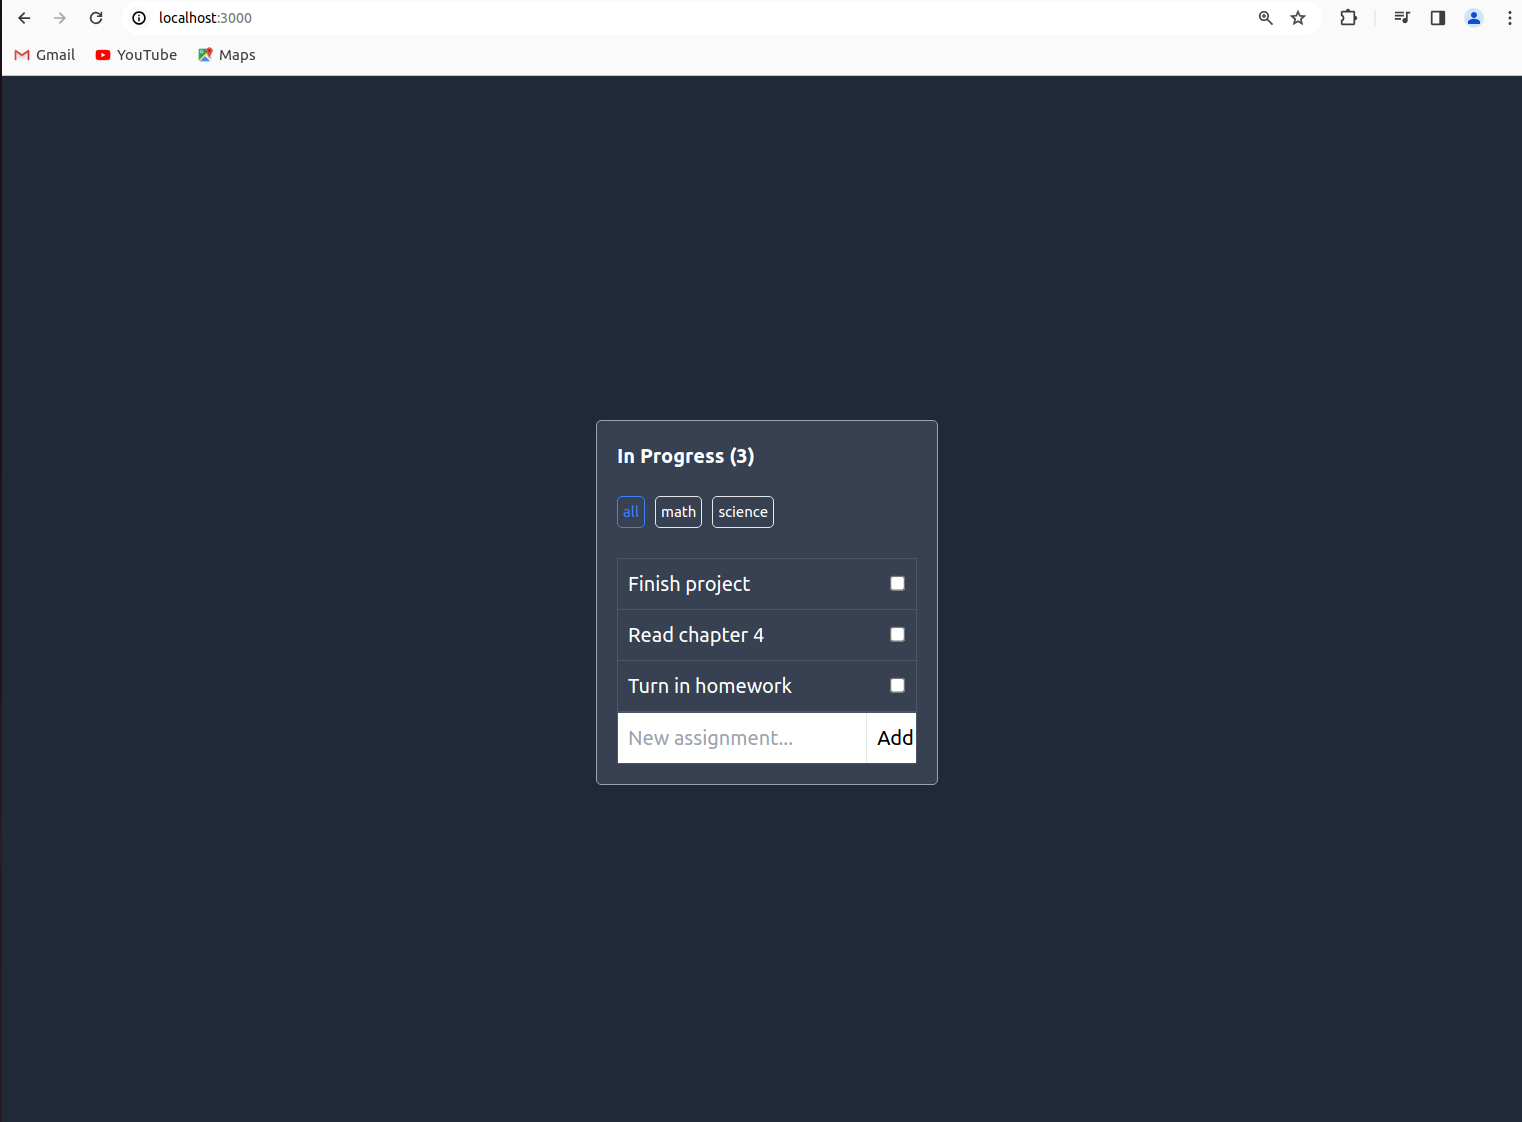 localhost:3000
Gmail YouTube Maps
In Progress (3)
all math science
Finish project
Read chapter 4
Turn in homework
New assignment... Add